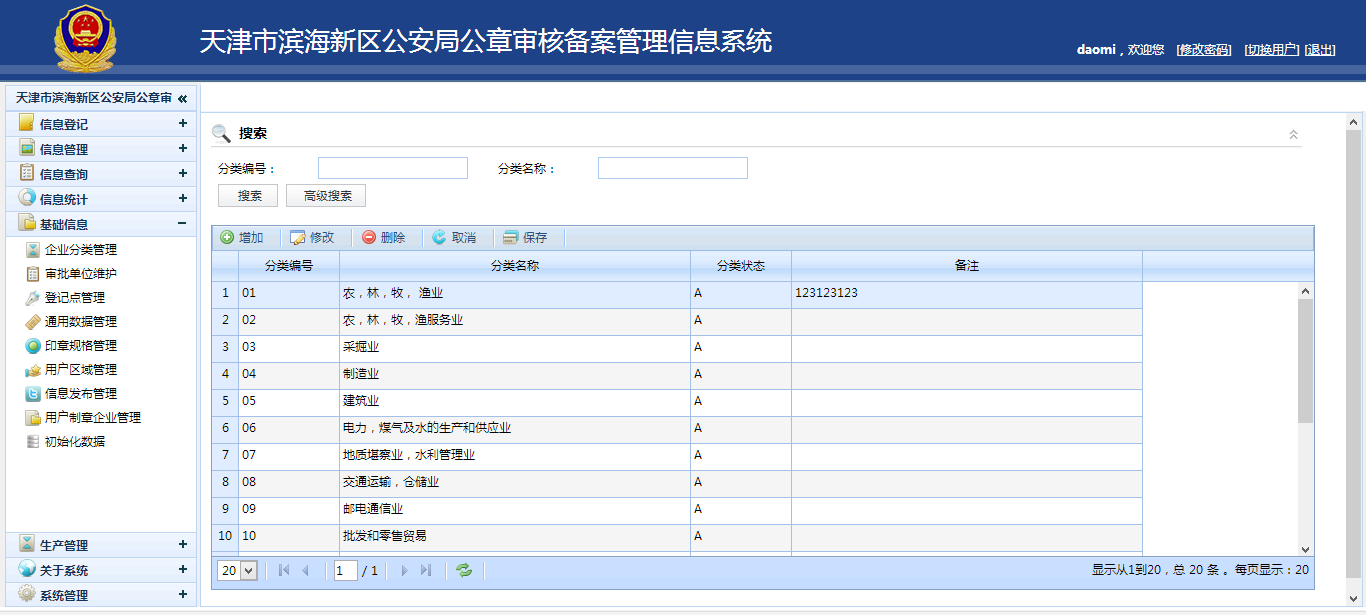 天津市滨海新区公安局公章审核备案管理信息系统
daomi，欢迎您 [修改密码] [切换用户] [退出]
天津市滨海新区公安局公章审 «
信息登记 +
信息管理 +
信息查询 +
信息统计 +
基础信息 −
企业分类管理
审批单位维护
登记点管理
通用数据管理
印章规格管理
用户区域管理
信息发布管理
用户制章企业管理
初始化数据
生产管理 +
关于系统 +
系统管理 +
搜索
分类编号： 分类名称：
搜索 高级搜索
增加 修改 删除 取消 保存
分类编号 分类名称 分类状态 备注
1 01 农，林，牧， 渔业 A 123123123
2 02 农，林，牧，渔服务业 A
3 03 采掘业 A
4 04 制造业 A
5 05 建筑业 A
6 06 电力，煤气及水的生产和供应业 A
7 07 地质堪察业，水利管理业 A
8 08 交通运输，仓储业 A
9 09 邮电通信业 A
10 10 批发和零售贸易 A
20 1 / 1 显示从1到20，总 20 条 。每页显示：20